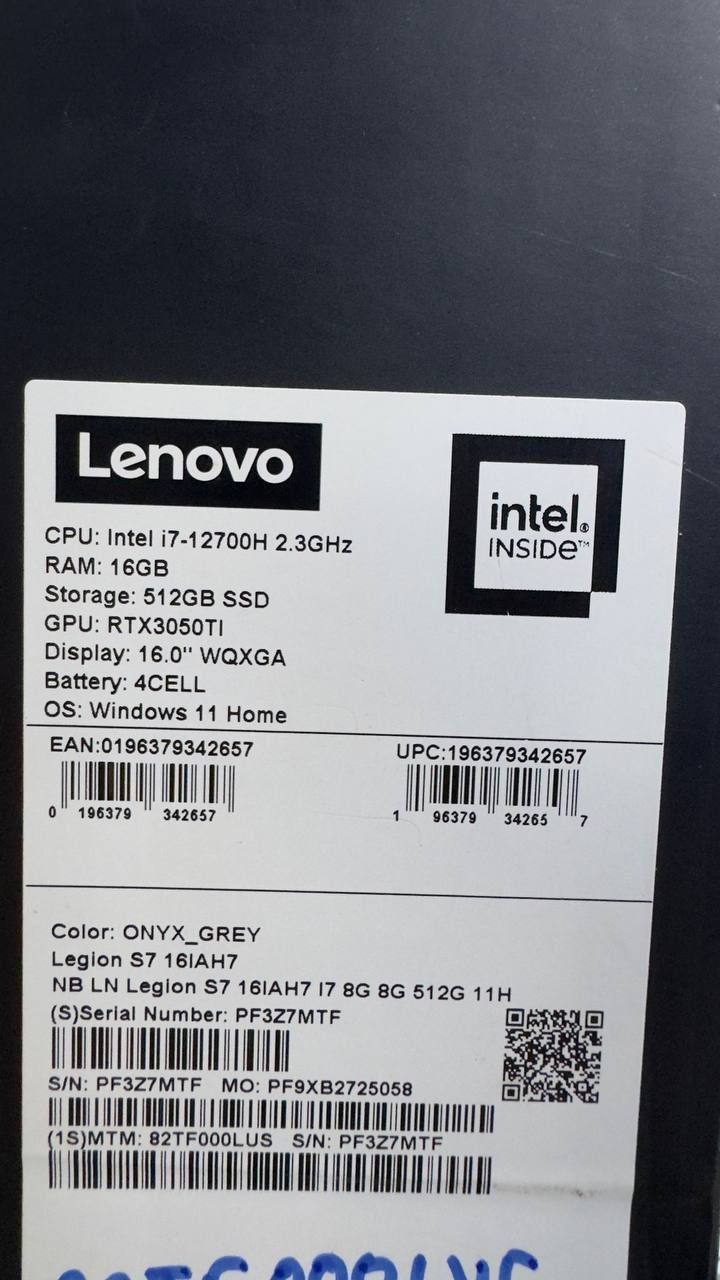 Lenovo
intel®
INSIDE™
CPU: Intel i7-12700H 2.3GHz
RAM: 16GB
Storage: 512GB SSD
GPU: RTX3050TI
Display: 16.0" WQXGA
Battery: 4CELL
OS: Windows 11 Home
EAN:0196379342657
0 196379 342657
UPC:196379342657
1 96379 34265 7
Color: ONYX_GREY
Legion S7 16IAH7
NB LN Legion S7 16IAH7 I7 8G 8G 512G 11H
(S)Serial Number: PF3Z7MTF
S/N: PF3Z7MTF MO: PF9XB2725058
(1S)MTM: 82TF000LUS S/N: PF3Z7MTF